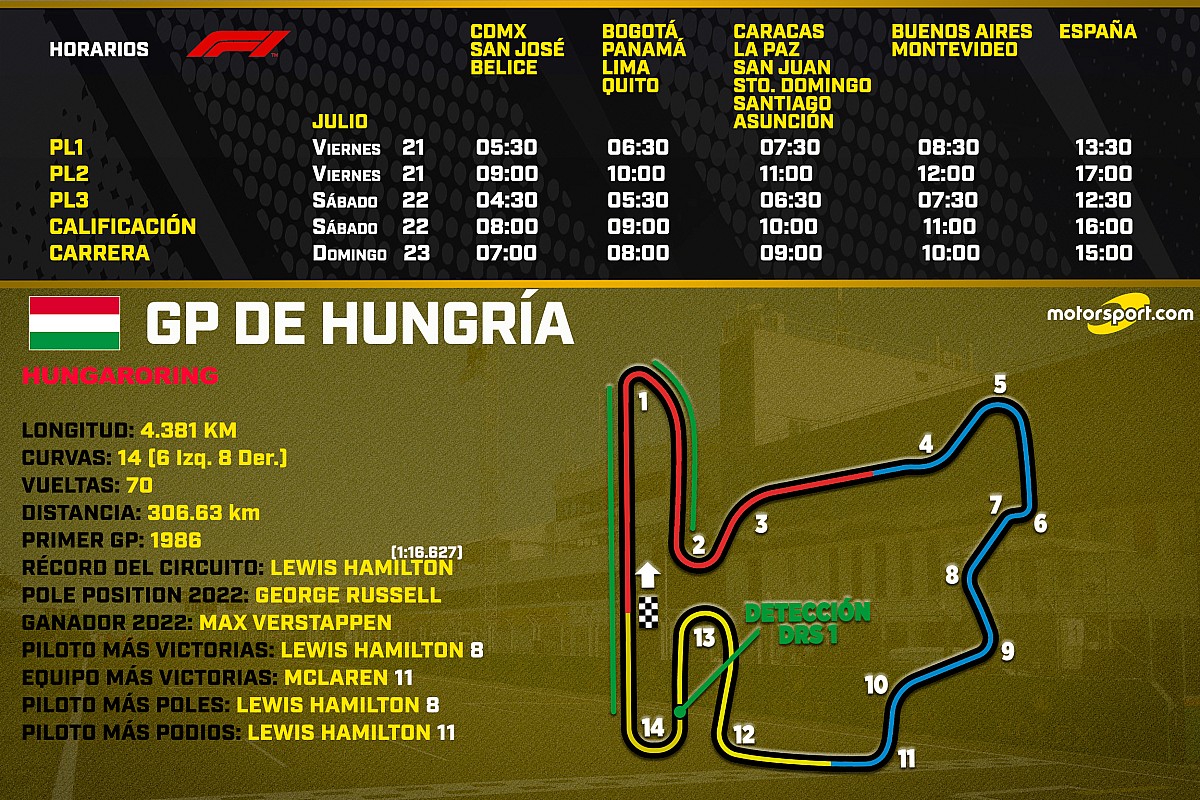 HORARIOS F1 CDMX BOGOTÁ CARACAS BUENOS AIRES ESPAÑA
SAN JOSÉ PANAMÁ LA PAZ MONTEVIDEO
BELICE LIMA SAN JUAN
QUITO STO. DOMINGO
SANTIAGO
JULIO ASUNCIÓN
PL1 VIERNES 21 05:30 06:30 07:30 08:30 13:30
PL2 VIERNES 21 09:00 10:00 11:00 12:00 17:00
PL3 SÁBADO 22 04:30 05:30 06:30 07:30 12:30
CALIFICACIÓN SÁBADO 22 08:00 09:00 10:00 11:00 16:00
CARRERA DOMINGO 23 07:00 08:00 09:00 10:00 15:00
GP DE HUNGRÍA
motorsport.com
HUNGARORING
LONGITUD: 4.381 KM
CURVAS: 14 (6 Izq. 8 Der.)
VUELTAS: 70
DISTANCIA: 306.63 km
PRIMER GP: 1986
(1:16.627)
RÉCORD DEL CIRCUITO: LEWIS HAMILTON
POLE POSITION 2022: GEORGE RUSSELL
GANADOR 2022: MAX VERSTAPPEN
PILOTO MÁS VICTORIAS: LEWIS HAMILTON 8
EQUIPO MÁS VICTORIAS: MCLAREN 11
PILOTO MÁS POLES: LEWIS HAMILTON 8
PILOTO MÁS PODIOS: LEWIS HAMILTON 11
1
2
3
4
5
6
7
8
9
10
11
12
13
14
DETECCIÓN
DRS 1